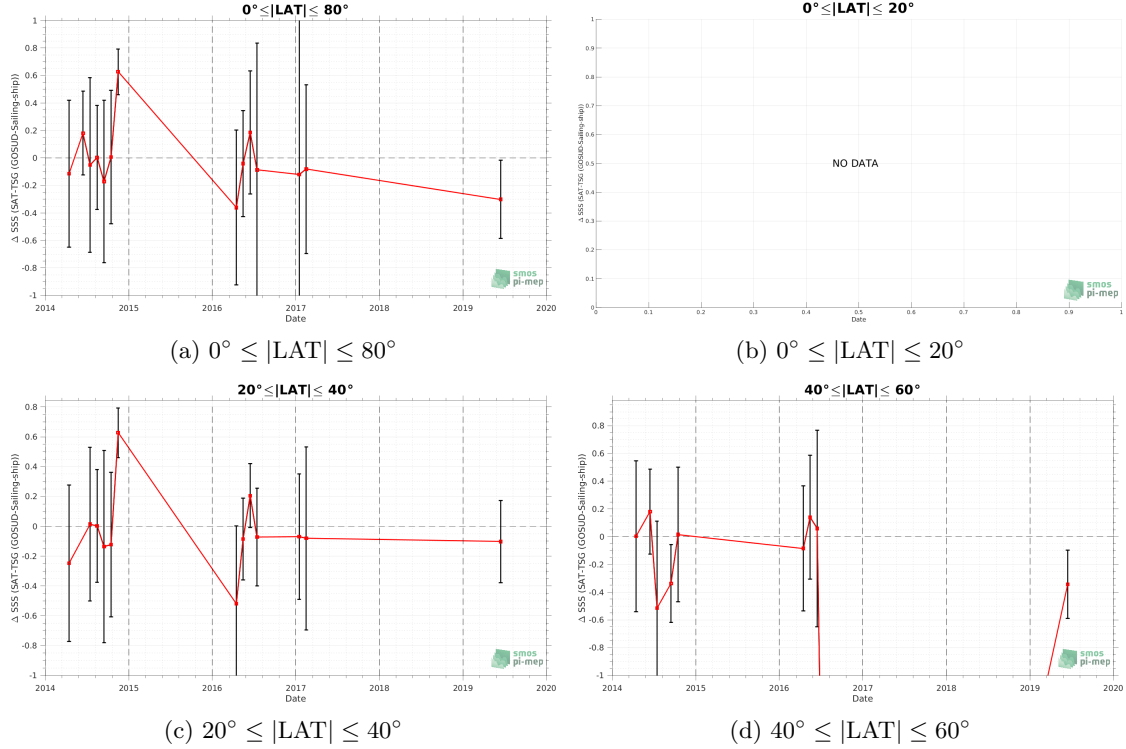 0°≤|LAT|≤ 80°
Δ SSS (SAT-TSG (GOSUD-Sailing-ship))
1
0.8
0.6
0.4
0.2
0
-0.2
-0.4
-0.6
-0.8
-1
2014 2015 2016 2017 2018 2019 2020
Date
smos
pi-mep
(a) 0° ≤ |LAT| ≤ 80°
0°≤|LAT|≤ 20°
Δ SSS (SAT-TSG (GOSUD-Sailing-ship))
1
0.9
0.8
0.7
0.6
0.5
0.4
0.3
0.2
0.1
0
NO DATA
0 0.1 0.2 0.3 0.4 0.5 0.6 0.7 0.8 0.9 1
Date
smos
pi-mep
(b) 0° ≤ |LAT| ≤ 20°
20°≤|LAT|≤ 40°
Δ SSS (SAT-TSG (GOSUD-Sailing-ship))
0.8
0.6
0.4
0.2
0
-0.2
-0.4
-0.6
-0.8
-1
2014 2015 2016 2017 2018 2019 2020
Date
smos
pi-mep
(c) 20° ≤ |LAT| ≤ 40°
40°≤|LAT|≤ 60°
Δ SSS (SAT-TSG (GOSUD-Sailing-ship))
0.8
0.6
0.4
0.2
0
-0.2
-0.4
-0.6
-0.8
-1
2014 2015 2016 2017 2018 2019 2020
Date
smos
pi-mep
(d) 40° ≤ |LAT| ≤ 60°